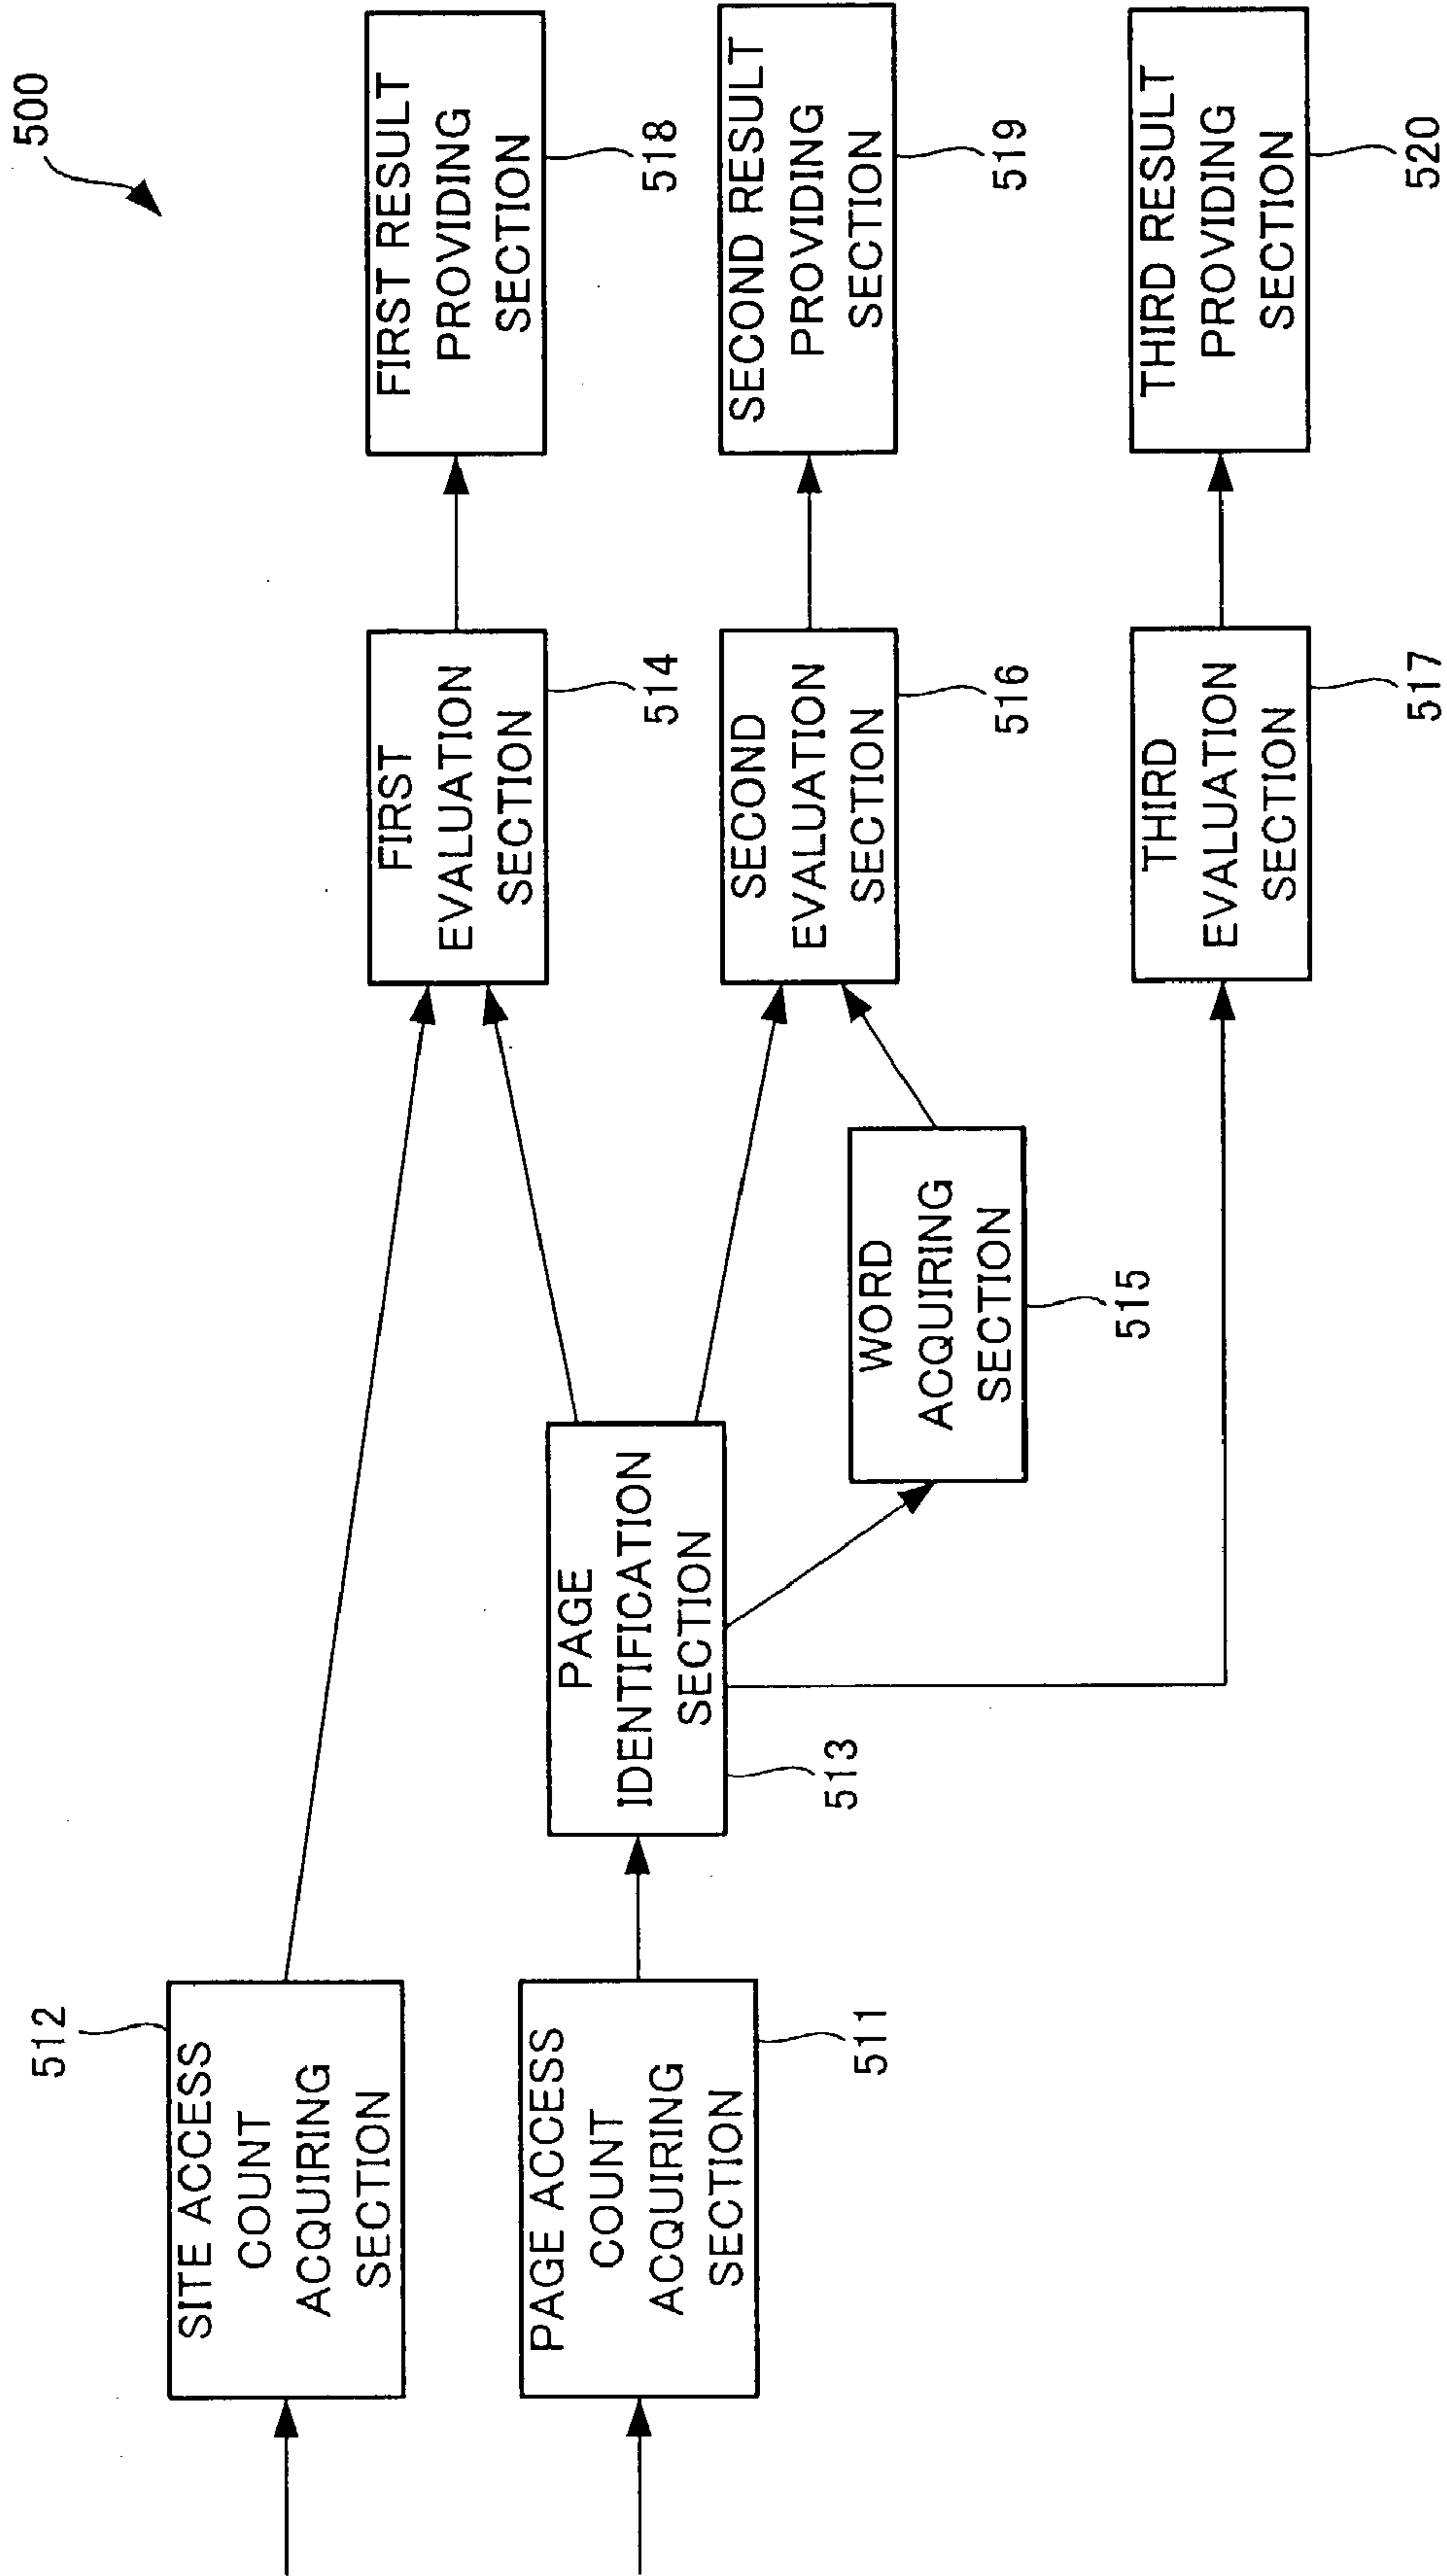 500
512
SITE ACCESS
COUNT
ACQUIRING
SECTION
PAGE ACCESS
COUNT
ACQUIRING
SECTION
511
PAGE
IDENTIFICATION
SECTION
513
WORD
ACQUIRING
SECTION
515
FIRST
EVALUATION
SECTION
514
SECOND
EVALUATION
SECTION
516
THIRD
EVALUATION
SECTION
517
FIRST RESULT
PROVIDING
SECTION
518
SECOND RESULT
PROVIDING
SECTION
519
THIRD RESULT
PROVIDING
SECTION
520